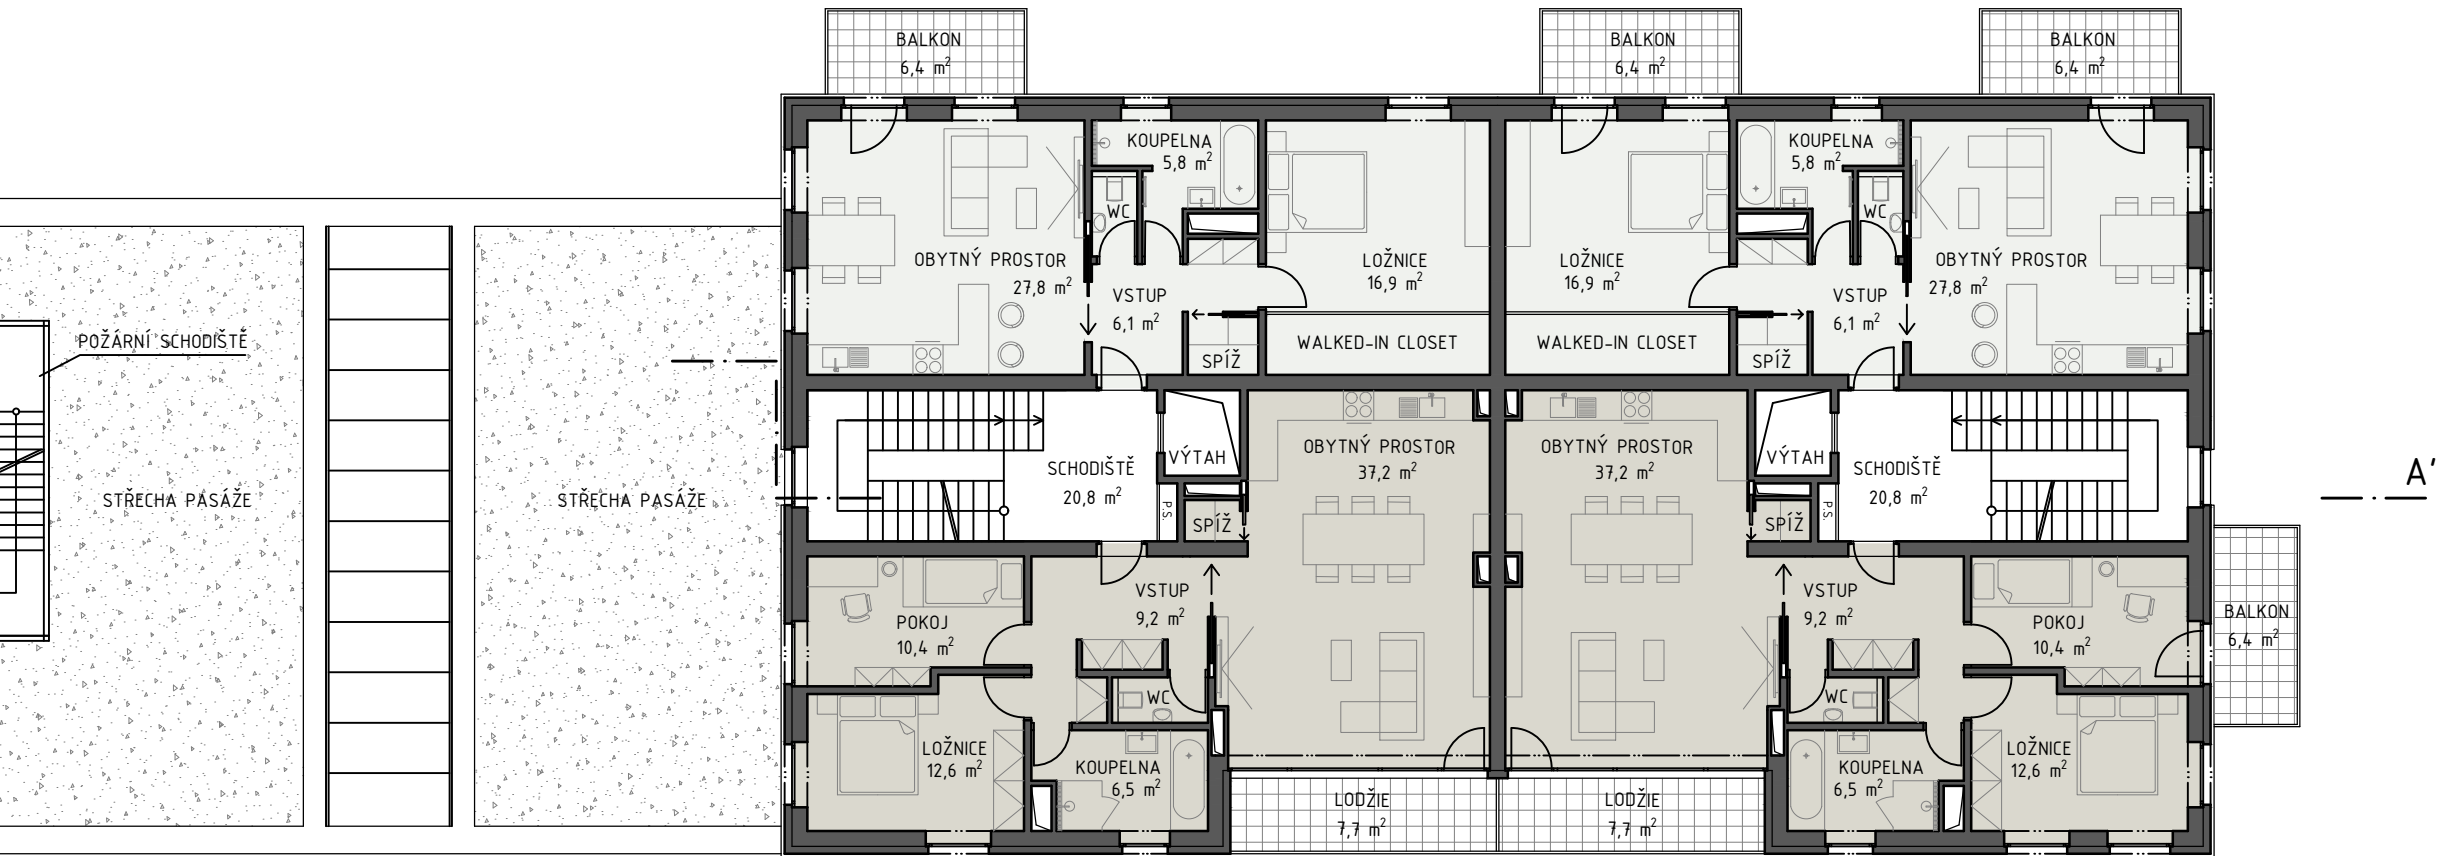 BALKON
6,4 m²
BALKON
6,4 m²
BALKON
6,4 m²
KOUPELNA
5,8 m²
KOUPELNA
5,8 m²
WC
WC
OBYTNÝ PROSTOR
27,8 m²
LOŽNICE
16,9 m²
LOŽNICE
16,9 m²
OBYTNÝ PROSTOR
27,8 m²
VSTUP
6,1 m²
VSTUP
6,1 m²
POŽÁRNÍ SCHODIŠTĚ
SPÍŽ
WALKED-IN CLOSET
WALKED-IN CLOSET
SPÍŽ
OBYTNÝ PROSTOR
37,2 m²
OBYTNÝ PROSTOR
37,2 m²
VÝTAH
VÝTAH
SCHODIŠTĚ
20,8 m²
SCHODIŠTĚ
20,8 m²
A'
STŘECHA PASÁŽE
STŘECHA PASÁŽE
P.S.
P.S.
SPÍŽ
SPÍŽ
VSTUP
9,2 m²
VSTUP
9,2 m²
POKOJ
10,4 m²
POKOJ
10,4 m²
BALKON
6,4 m²
WC
WC
LOŽNICE
12,6 m²
KOUPELNA
6,5 m²
KOUPELNA
6,5 m²
LOŽNICE
12,6 m²
LODŽIE
7,7 m²
LODŽIE
7,7 m²